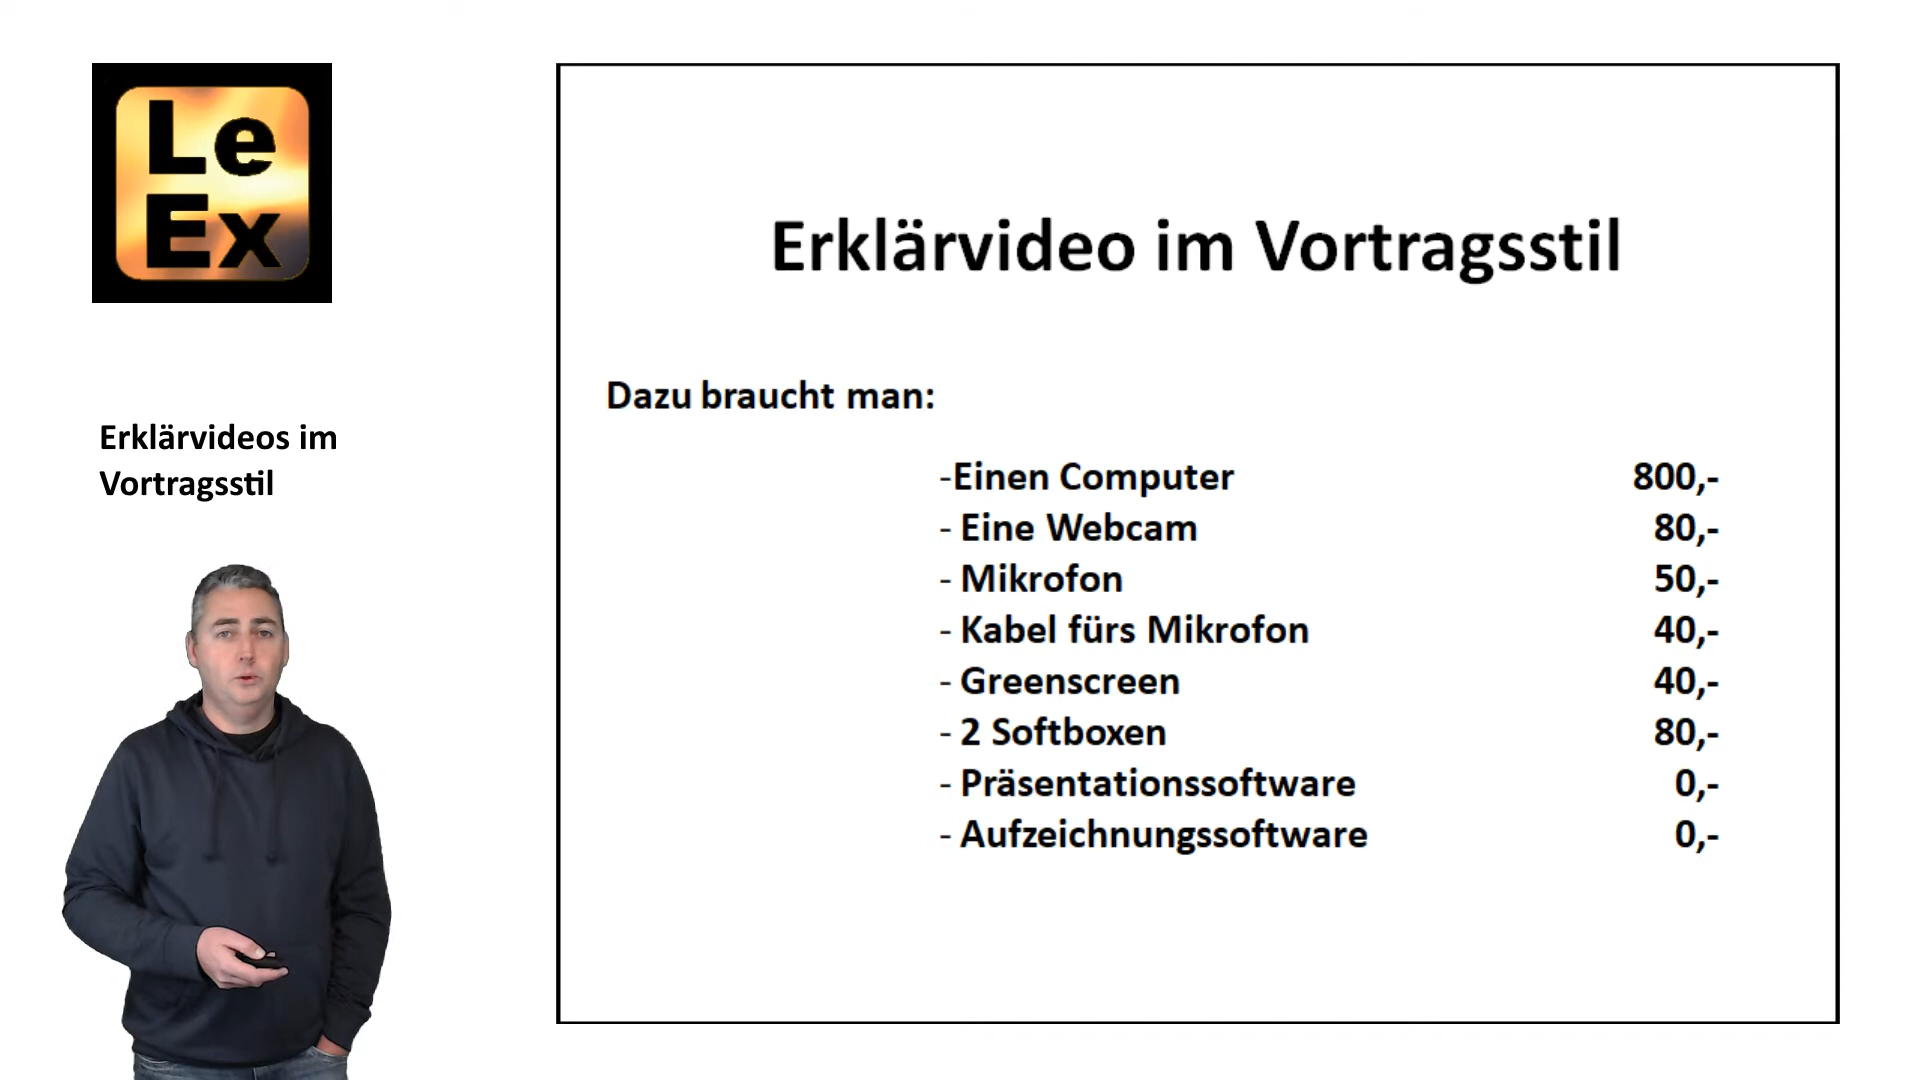 Le
Ex
Erklärvideos im
Vortragsstil
Erklärvideo im Vortragsstil
Dazu braucht man:
-Einen Computer 800,-
- Eine Webcam 80,-
- Mikrofon 50,-
- Kabel fürs Mikrofon 40,-
- Greenscreen 40,-
- 2 Softboxen 80,-
- Präsentationssoftware 0,-
- Aufzeichnungssoftware 0,-